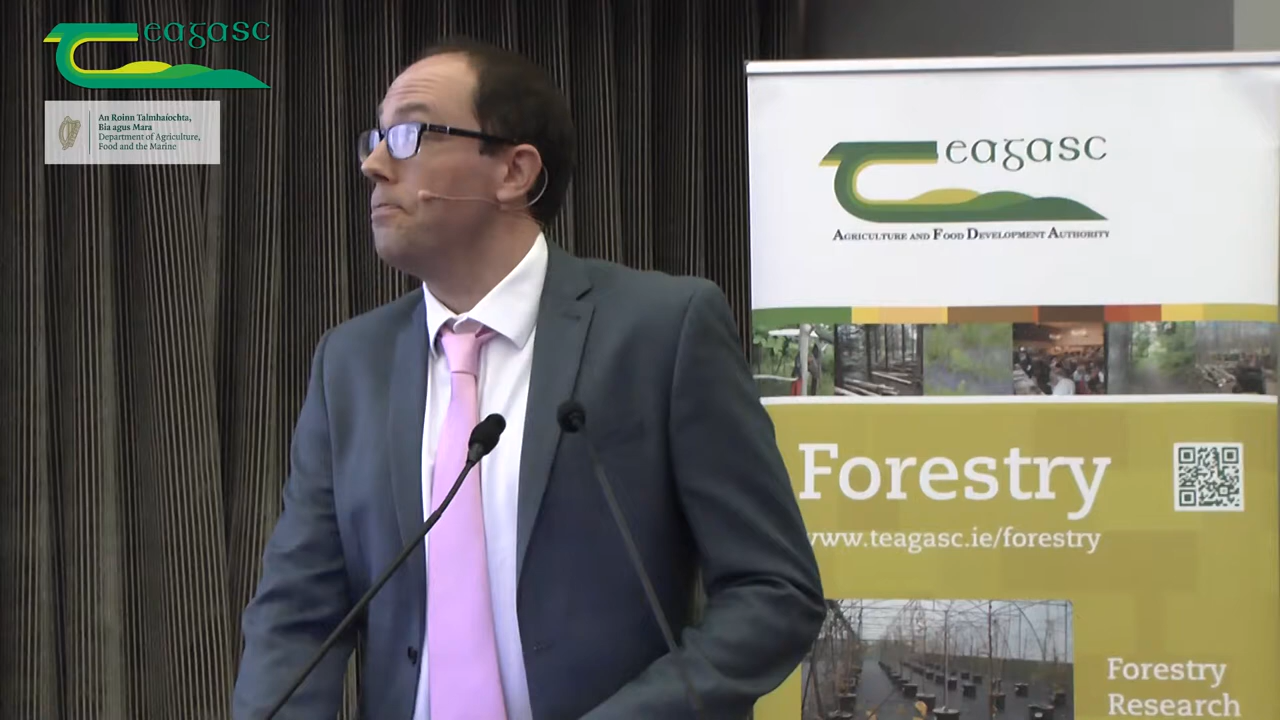 Teagasc
An Roinn Talmhaíochta,
Bia agus Mara
Department of Agriculture,
Food and the Marine
Teagasc
AGRICULTURE AND FOOD DEVELOPMENT AUTHORITY
Forestry
www.teagasc.ie/forestry
Forestry
Research